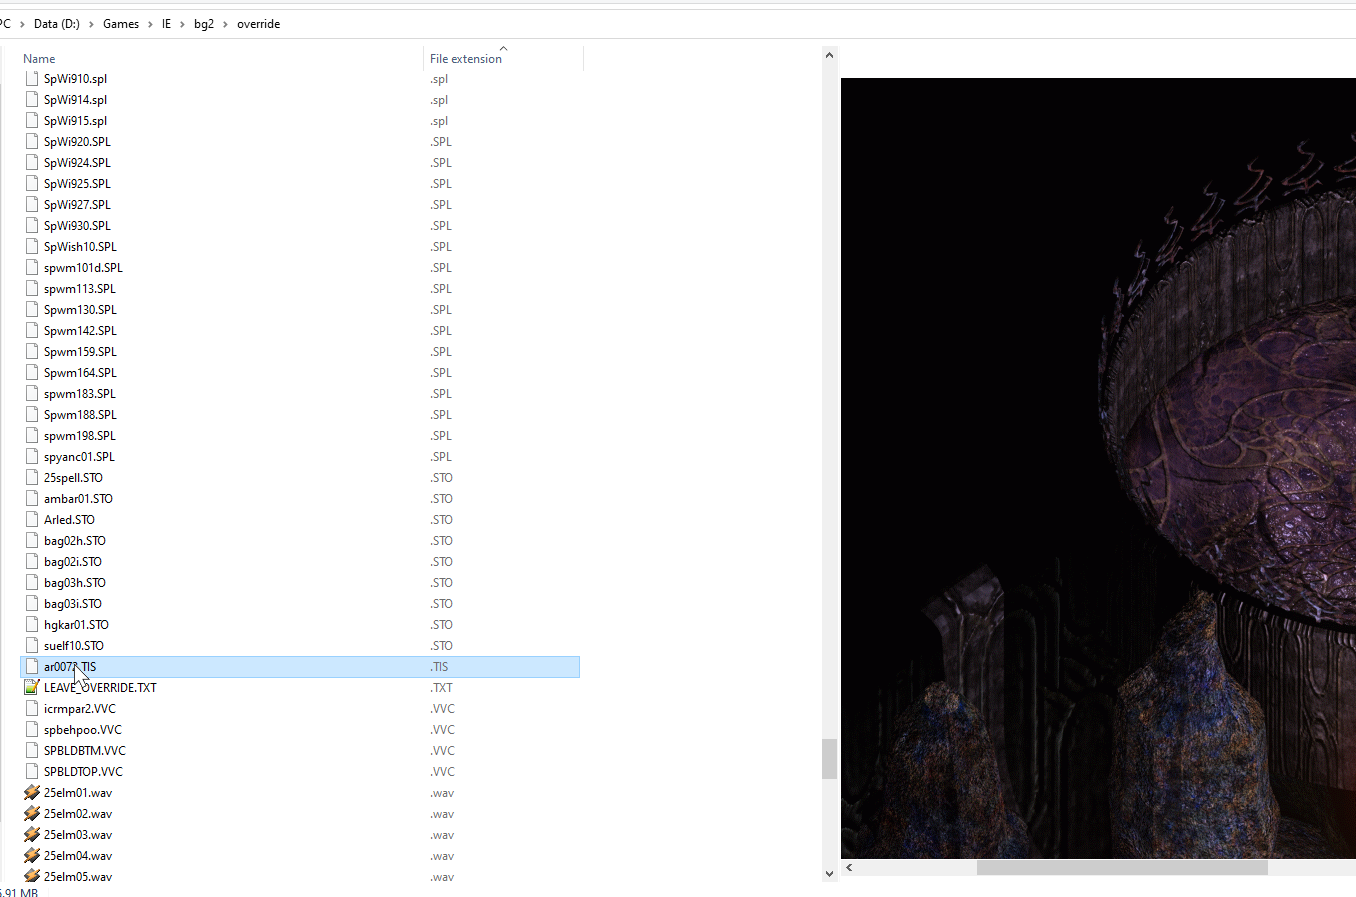 PC > Data (D:) > Games > IE > bg2 > override
Name File extension
SpWi910.spl .spl
SpWi914.spl .spl
SpWi915.spl .spl
SpWi920.SPL .SPL
SpWi924.SPL .SPL
SpWi925.SPL .SPL
SpWi927.SPL .SPL
SpWi930.SPL .SPL
SpWish10.SPL .SPL
spwm101d.SPL .SPL
spwm113.SPL .SPL
Spwm130.SPL .SPL
Spwm142.SPL .SPL
Spwm159.SPL .SPL
Spwm164.SPL .SPL
spwm183.SPL .SPL
Spwm188.SPL .SPL
spwm198.SPL .SPL
spyanc01.SPL .SPL
25spell.STO .STO
ambar01.STO .STO
Arled.STO .STO
bag02h.STO .STO
bag02i.STO .STO
bag03h.STO .STO
bag03i.STO .STO
hgkar01.STO .STO
suelf10.STO .STO
.TIS
LEAVE_OVERRIDE.TXT .TXT
icrmpar2.VVC .VVC
spbehpoo.VVC .VVC
SPBLDBTM.VVC .VVC
SPBLDTOP.VVC .VVC
25elm01.wav .wav
25elm02.wav .wav
25elm03.wav .wav
25elm04.wav .wav
25elm05.wav .wav
5.91 MB